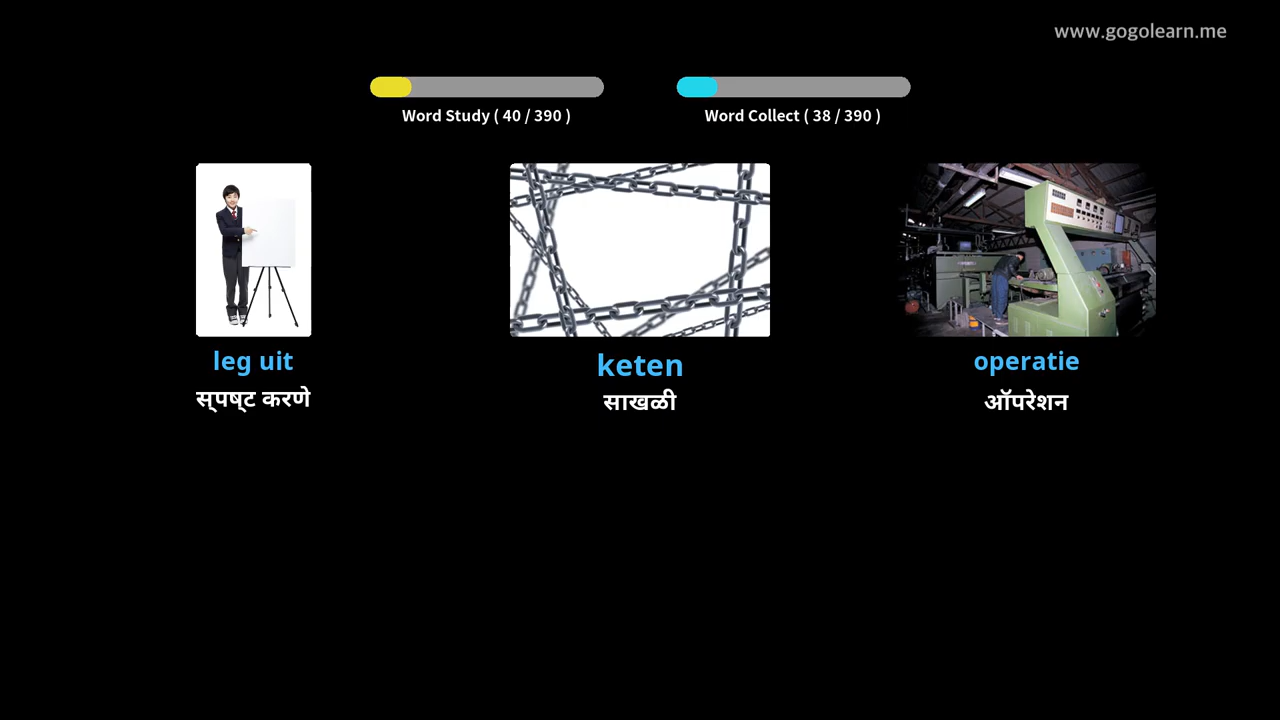 www.gogolearn.me
Word Study ( 40 / 390 )
Word Collect ( 38 / 390 )
leg uit
keten
operatie
स्पष्ट करणे
साखळी
ऑपरेशन